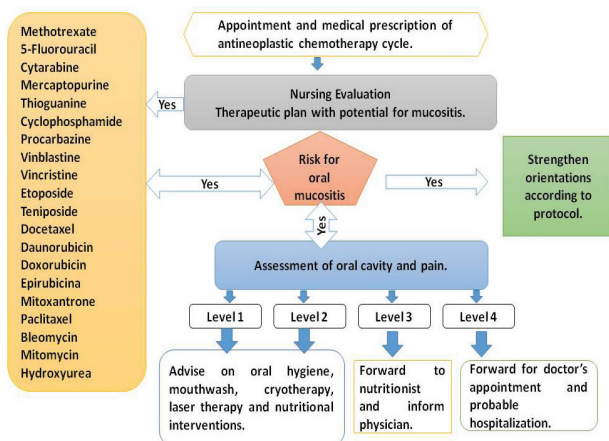 Methotrexate
5-Fluorouracil
Cytarabine
Mercaptopurine
Thioguanine
Cyclophosphamide
Procarbazine
Vinblastine
Vincristine
Etoposide
Teniposide
Docetaxel
Daunorubicin
Doxorubicin
Epirubicina
Mitoxantrone
Paclitaxel
Bleomycin
Mitomycin
Hydroxyurea
Appointment and medical prescription of
antineoplastic chemotherapy cycle.
Yes
Nursing Evaluation
Therapeutic plan with potential for mucositis.
Yes
Risk for
oral
mucositis
Yes
Strengthen
orientations
according to
protocol.
Yes
Assessment of oral cavity and pain.
Level 1
Level 2
Level 3
Level 4
Advise on oral hygiene,
mouthwash, cryotherapy,
laser therapy and nutritional
interventions.
Forward to
nutritionist
and inform
physician.
Forward for doctor's
appointment and
probable
hospitalization.